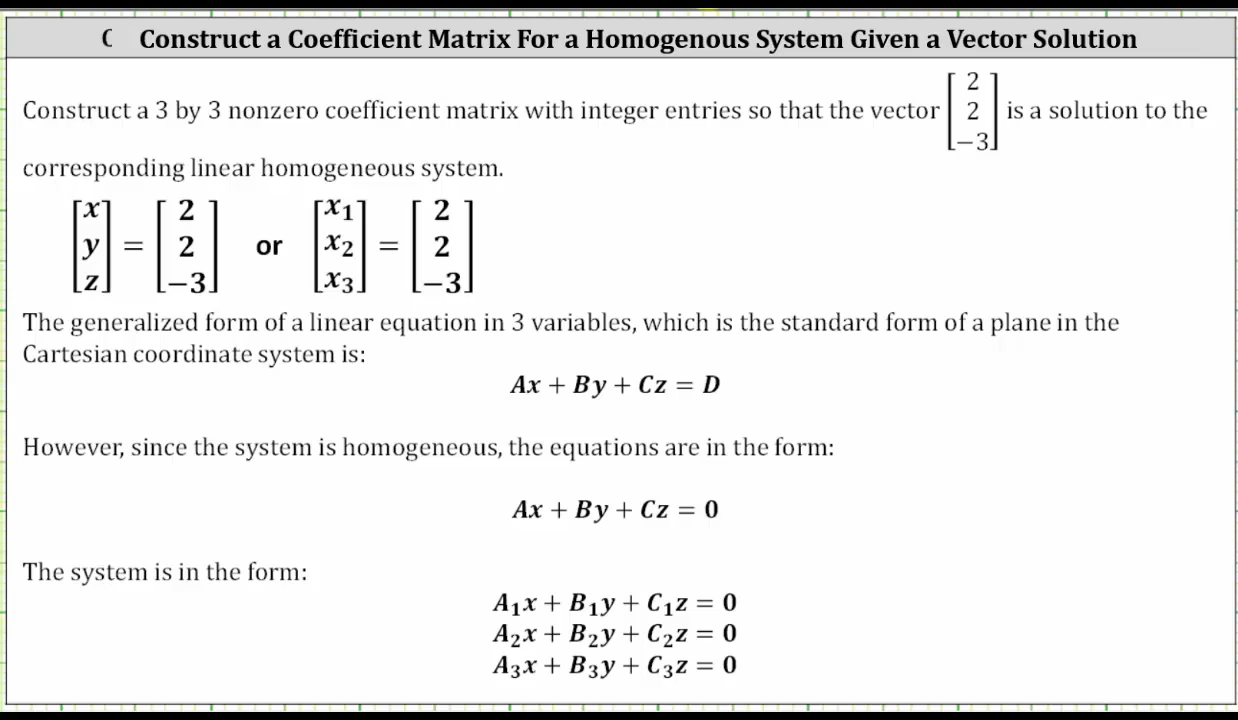 ( Construct a Coefficient Matrix For a Homogenous System Given a Vector Solution
Construct a 3 by 3 nonzero coefficient matrix with integer entries so that the vector [2 2 −3] is a solution to the
corresponding linear homogeneous system.
[x y z] = [2 2 −3] or [x₁ x₂ x₃] = [2 2 −3]
The generalized form of a linear equation in 3 variables, which is the standard form of a plane in the
Cartesian coordinate system is:
Ax + By + Cz = D
However, since the system is homogeneous, the equations are in the form:
Ax + By + Cz = 0
The system is in the form:
A₁x + B₁y + C₁z = 0
A₂x + B₂y + C₂z = 0
A₃x + B₃y + C₃z = 0